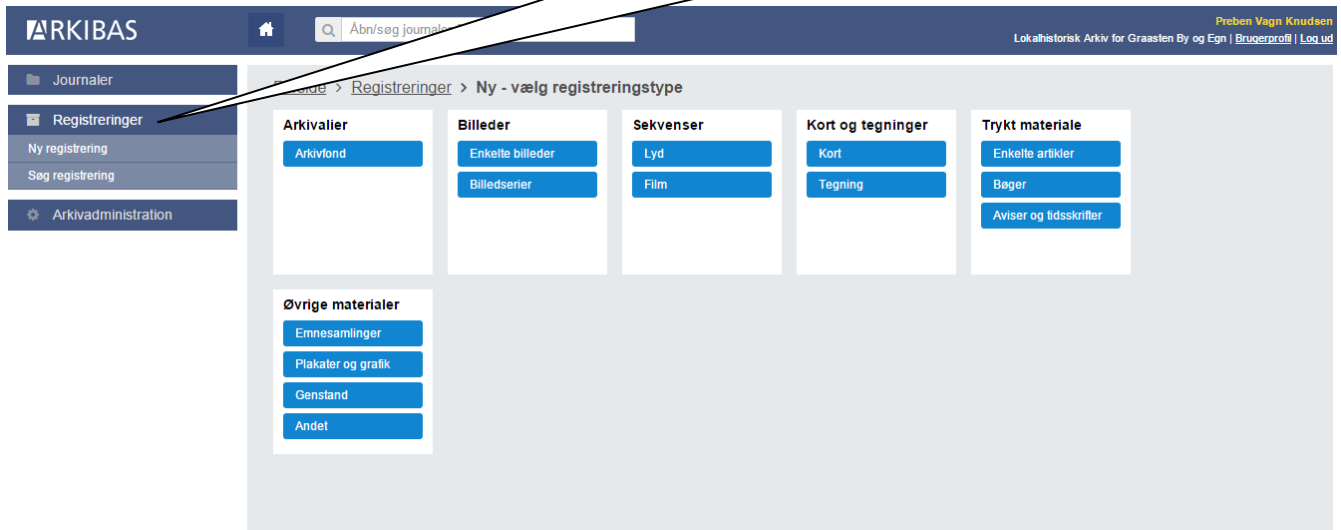 ARKIBAS
Åbn/søg journaler
Preben Vagn Knudsen
Lokalhistorisk Arkiv for Graasten By og Egn | Brugerprofil | Log ud
Journaler
Registreringer
Ny registrering
Søg registrering
Arkivadministration
> Registreringer > Ny - vælg registreringstype
Arkivalier
Arkivfond
Billeder
Enkelte billeder
Billedserier
Sekvenser
Lyd
Film
Kort og tegninger
Kort
Tegning
Trykt materiale
Enkelte artikler
Bøger
Aviser og tidsskrifter
Øvrige materialer
Emnesamlinger
Plakater og grafik
Genstand
Andet